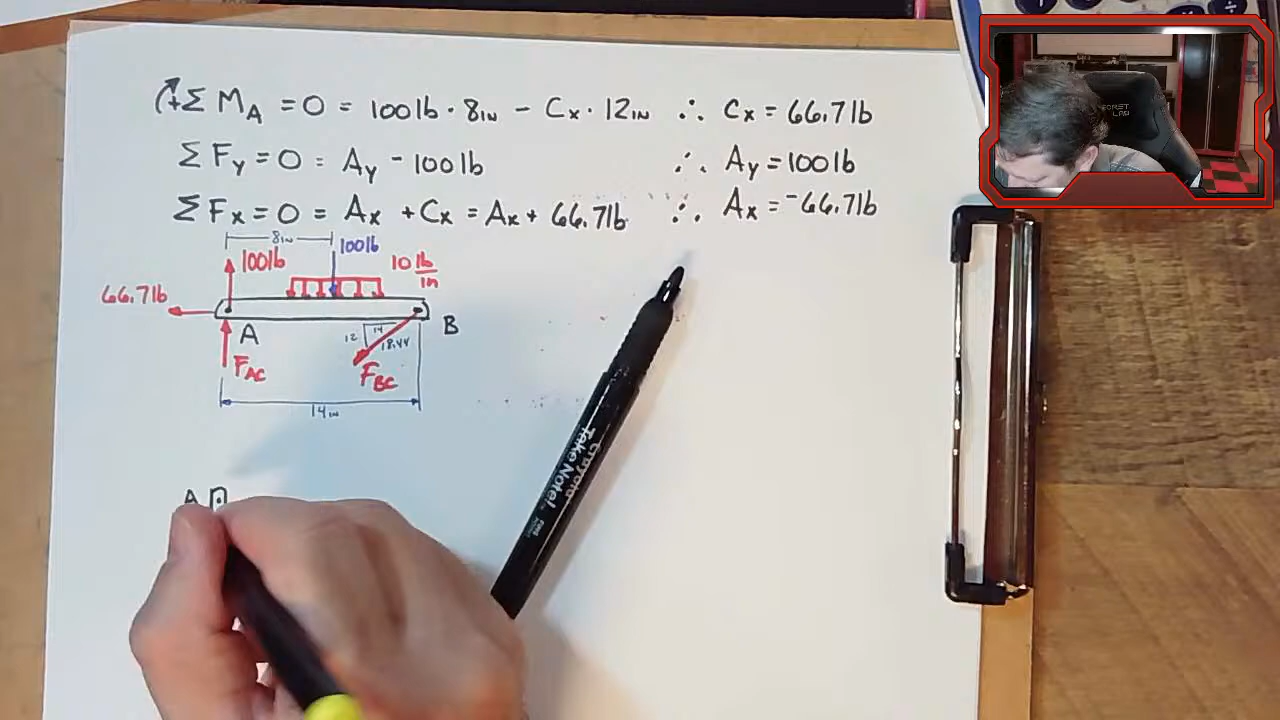 +ΣM_A = 0 = 100lb · 8in - Cx · 12in ∴ Cx = 66.7lb
ΣFy = 0 = Ay - 100lb ∴ Ay = 100lb
ΣFx = 0 = Ax + Cx = Ax + 66.7lb ∴ Ax = -66.7lb
8in 100lb
100lb 10 lb/in
66.7lb
A B
12 14 18.44
F_AC F_BC
14in
A
Crayola
Take Note!